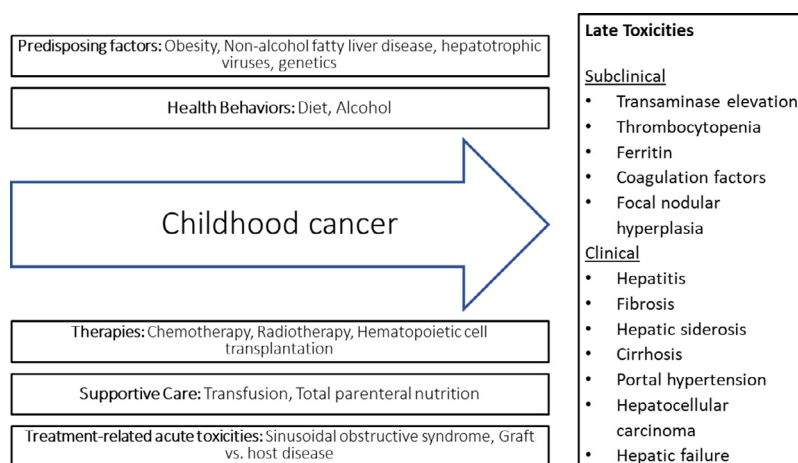 Predisposing factors: Obesity, Non-alcohol fatty liver disease, hepatotrophic
viruses, genetics
Health Behaviors: Diet, Alcohol
Childhood cancer
Therapies: Chemotherapy, Radiotherapy, Hematopoietic cell
transplantation
Supportive Care: Transfusion, Total parenteral nutrition
Treatment-related acute toxicities: Sinusoidal obstructive syndrome, Graft
vs. host disease
Late Toxicities
Subclinical
• Transaminase elevation
• Thrombocytopenia
• Ferritin
• Coagulation factors
• Focal nodular
hyperplasia
Clinical
• Hepatitis
• Fibrosis
• Hepatic siderosis
• Cirrhosis
• Portal hypertension
• Hepatocellular
carcinoma
• Hepatic failure